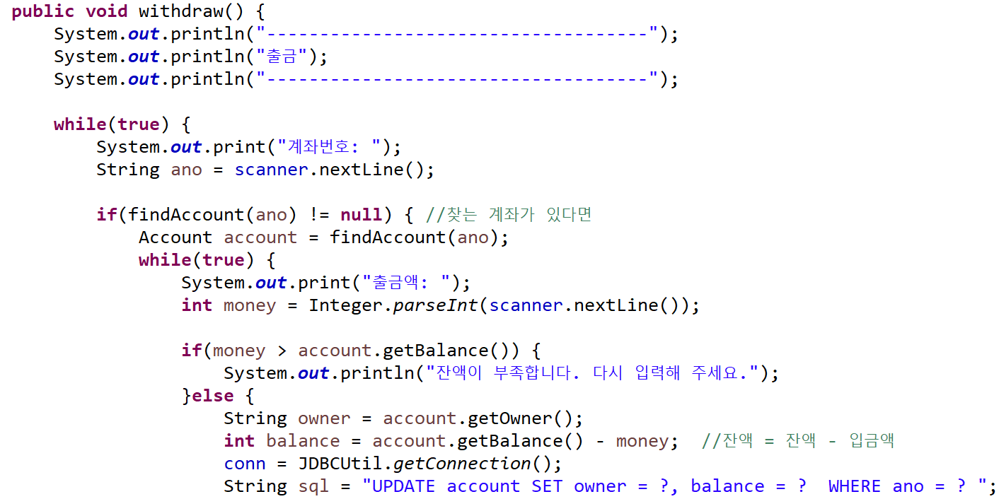 public void withdraw() {
    System.out.println("------------------------------------");
    System.out.println("출금");
    System.out.println("------------------------------------");

    while(true) {
        System.out.print("계좌번호: ");
        String ano = scanner.nextLine();

        if(findAccount(ano) != null) { //찾는 계좌가 있다면
            Account account = findAccount(ano);
            while(true) {
                System.out.print("출금액: ");
                int money = Integer.parseInt(scanner.nextLine());

                if(money > account.getBalance()) {
                    System.out.println("잔액이 부족합니다. 다시 입력해 주세요.");
                }else {
                    String owner = account.getOwner();
                    int balance = account.getBalance() - money;  //잔액 = 잔액 - 입금액
                    conn = JDBCUtil.getConnection();
                    String sql = "UPDATE account SET owner = ?, balance = ?  WHERE ano = ? ";